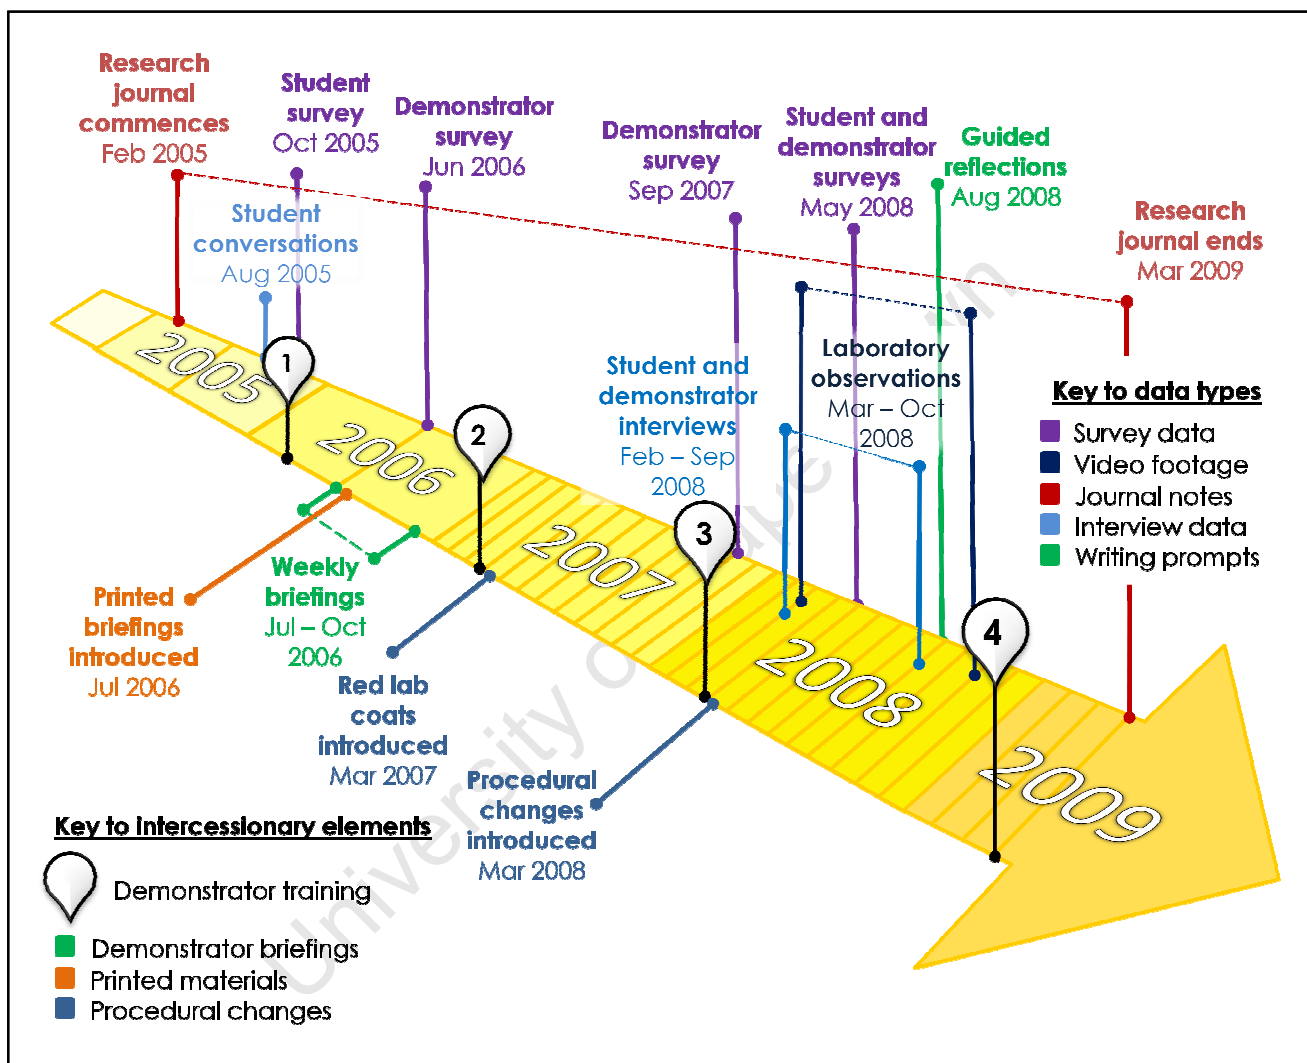 Research
journal
commences
Feb 2005
Student
survey
Oct 2005
Demonstrator
survey
Jun 2006
Demonstrator
survey
Sep 2007
Student and
demonstrator
surveys
May 2008
Guided
reflections
Aug 2008
Research
journal ends
Mar 2009
Student
conversations
Aug 2005
Student and
demonstrator
interviews
Feb – Sep
2008
Laboratory
observations
Mar – Oct
2008
Key to data types
Survey data
Video footage
Journal notes
Interview data
Writing prompts
1
2
3
4
2005
2006
2007
2008
2009
Printed
briefings
introduced
Jul 2006
Weekly
briefings
Jul – Oct
2006
Red lab
coats
introduced
Mar 2007
Procedural
changes
introduced
Mar 2008
Key to intercessionary elements
Demonstrator training
Demonstrator briefings
Printed materials
Procedural changes
University